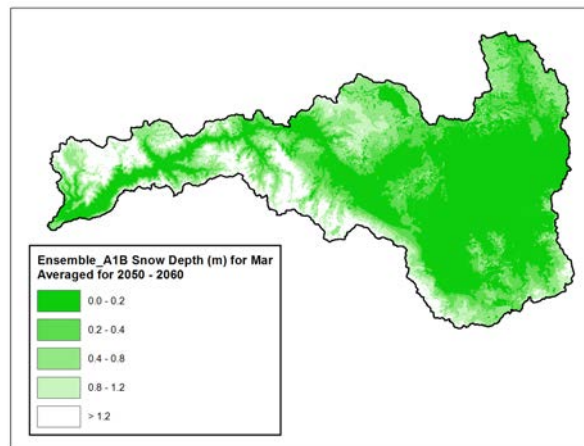 Ensemble_A1B Snow Depth (m) for Mar
Averaged for 2050 - 2060
0.0 - 0.2
0.2 - 0.4
0.4 - 0.8
0.8 - 1.2
> 1.2